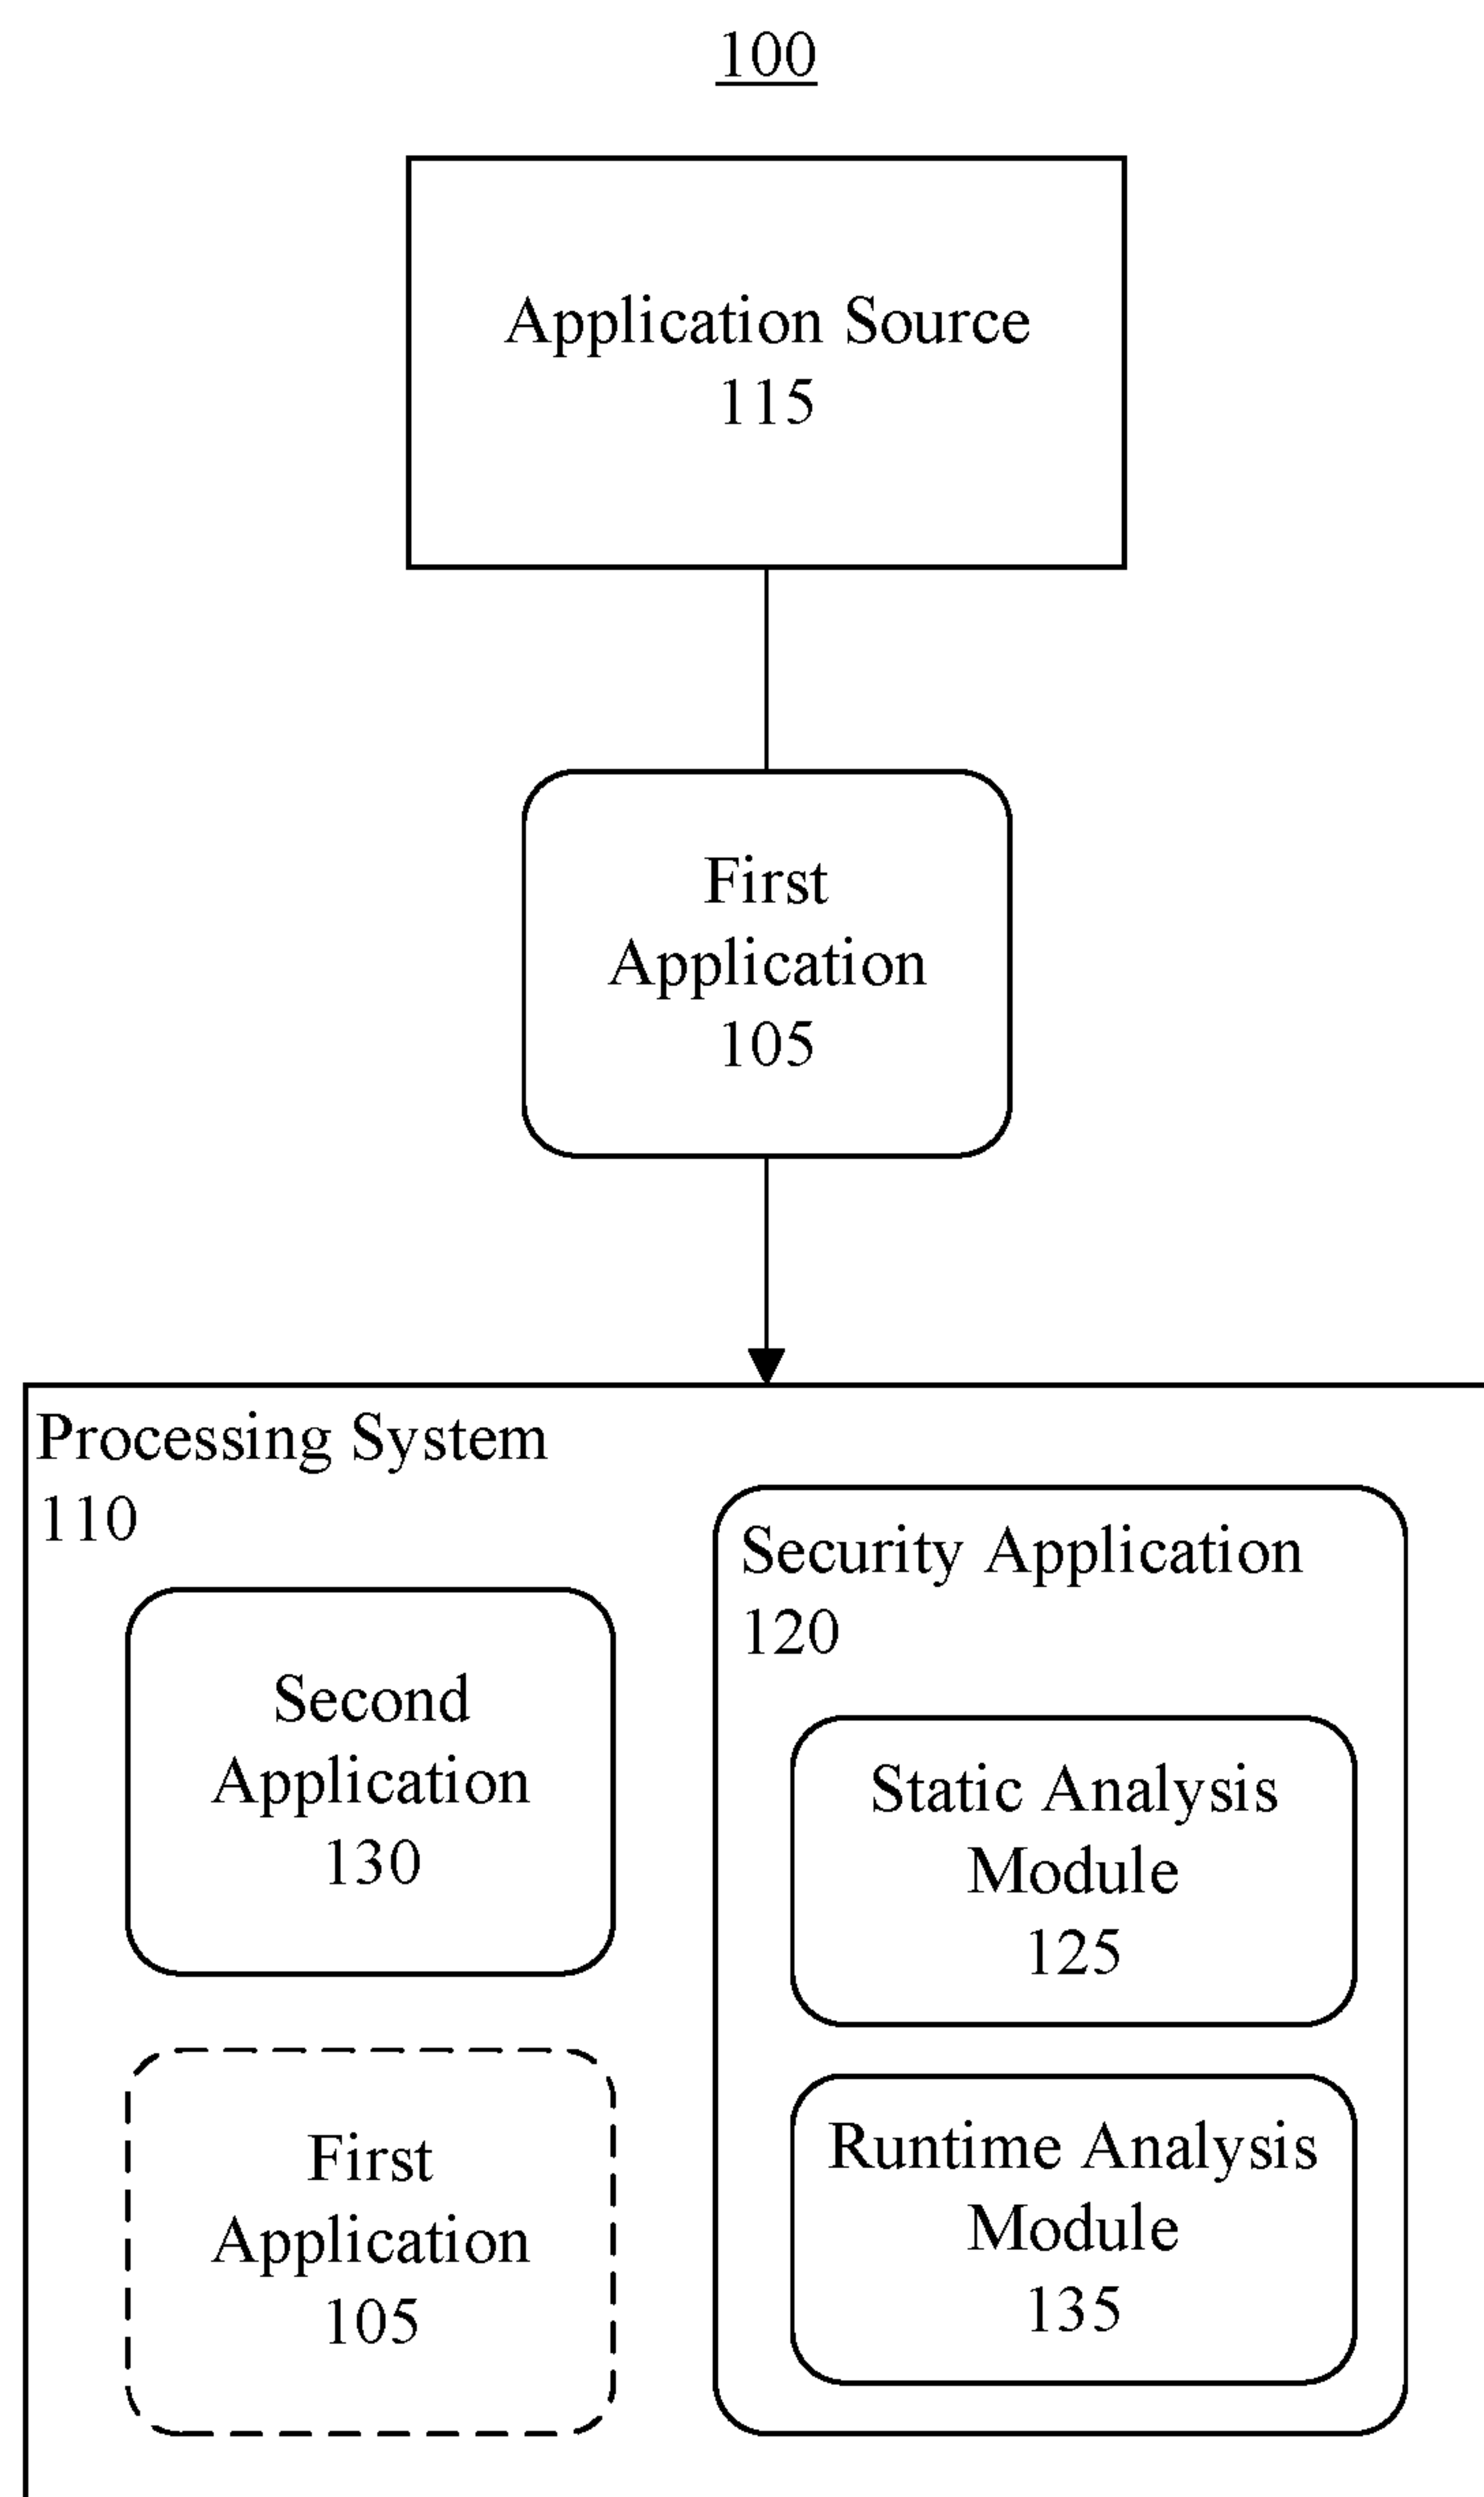 100
Application Source
115
First
Application
105
Processing System
110
Second
Application
130
First
Application
105
Security Application
120
Static Analysis
Module
125
Runtime Analysis
Module
135